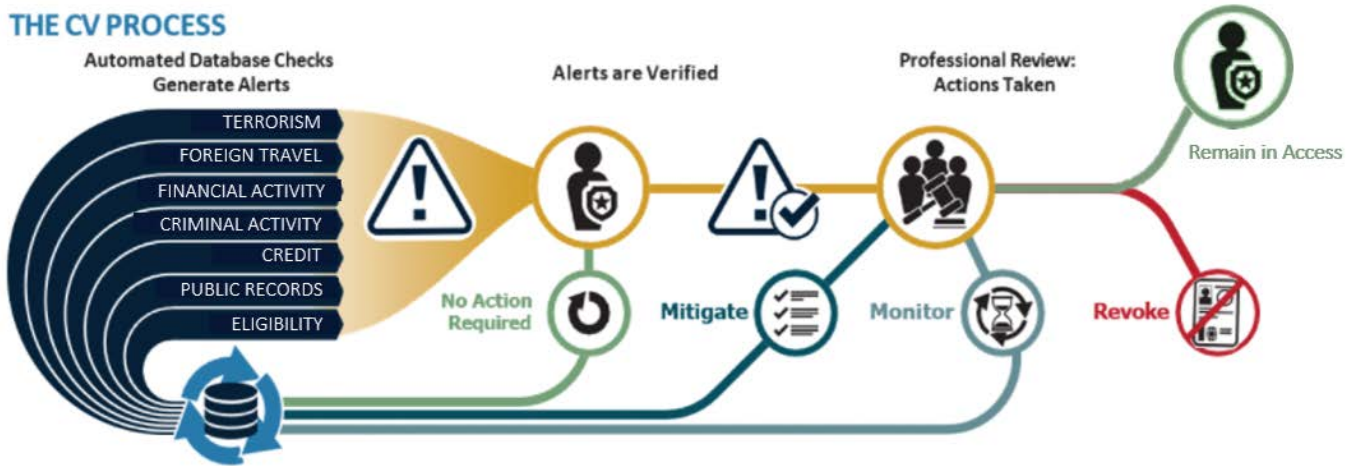 THE CV PROCESS
Automated Database Checks
Generate Alerts
Alerts are Verified
Professional Review:
Actions Taken
TERRORISM
FOREIGN TRAVEL
FINANCIAL ACTIVITY
CRIMINAL ACTIVITY
CREDIT
PUBLIC RECORDS
ELIGIBILITY
No Action
Required
Mitigate
Monitor
Revoke
Remain in Access